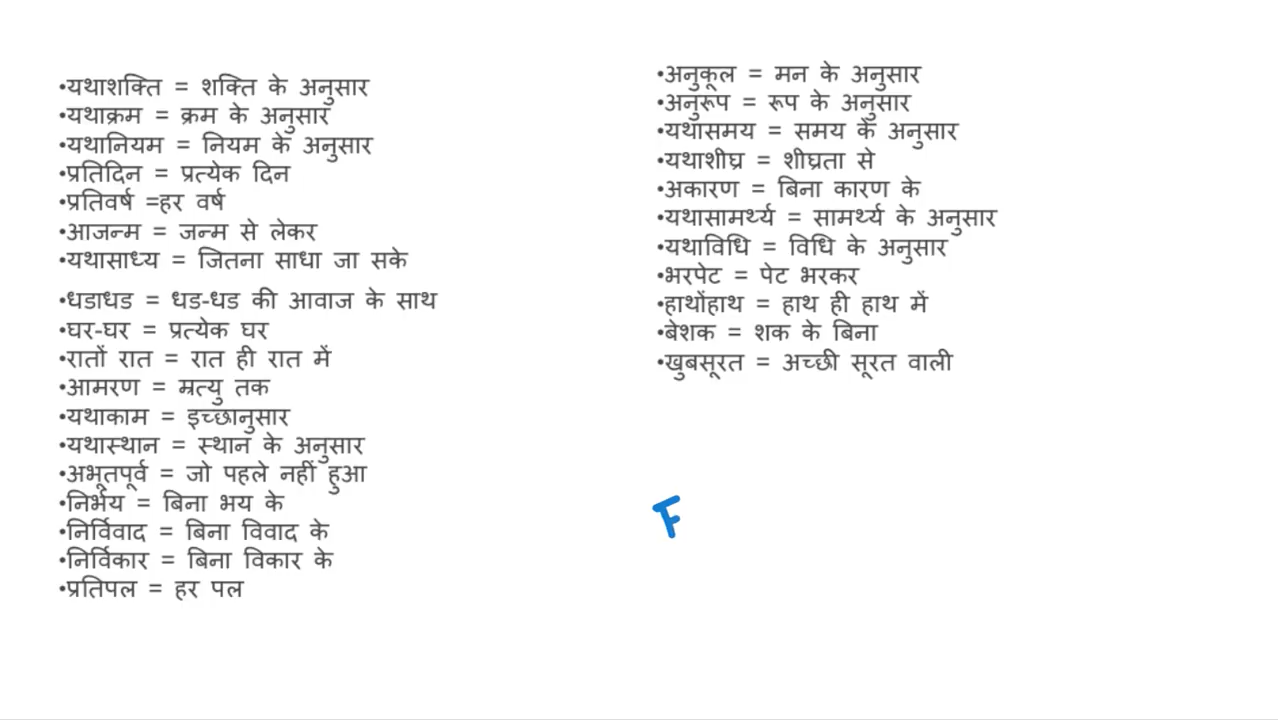 •यथाशक्ति = शक्ति के अनुसार
•यथाक्रम = क्रम के अनुसार
•यथानियम = नियम के अनुसार
•प्रतिदिन = प्रत्येक दिन
•प्रतिवर्ष =हर वर्ष
•आजन्म = जन्म से लेकर
•यथासाध्य = जितना साधा जा सके
•धडाधड = धड-धड की आवाज के साथ
•घर-घर = प्रत्येक घर
•रातों रात = रात ही रात में
•आमरण = म्रत्यु तक
•यथाकाम = इच्छानुसार
•यथास्थान = स्थान के अनुसार
•अभूतपूर्व = जो पहले नहीं हुआ
•निर्भय = बिना भय के
•निर्विवाद = बिना विवाद के
•निर्विकार = बिना विकार के
•प्रतिपल = हर पल
•अनुकूल = मन के अनुसार
•अनुरूप = रूप के अनुसार
•यथासमय = समय के अनुसार
•यथाशीघ्र = शीघ्रता से
•अकारण = बिना कारण के
•यथासामर्थ्य = सामर्थ्य के अनुसार
•यथाविधि = विधि के अनुसार
•भरपेट = पेट भरकर
•हाथोंहाथ = हाथ ही हाथ में
•बेशक = शक के बिना
•खुबसूरत = अच्छी सूरत वाली
F